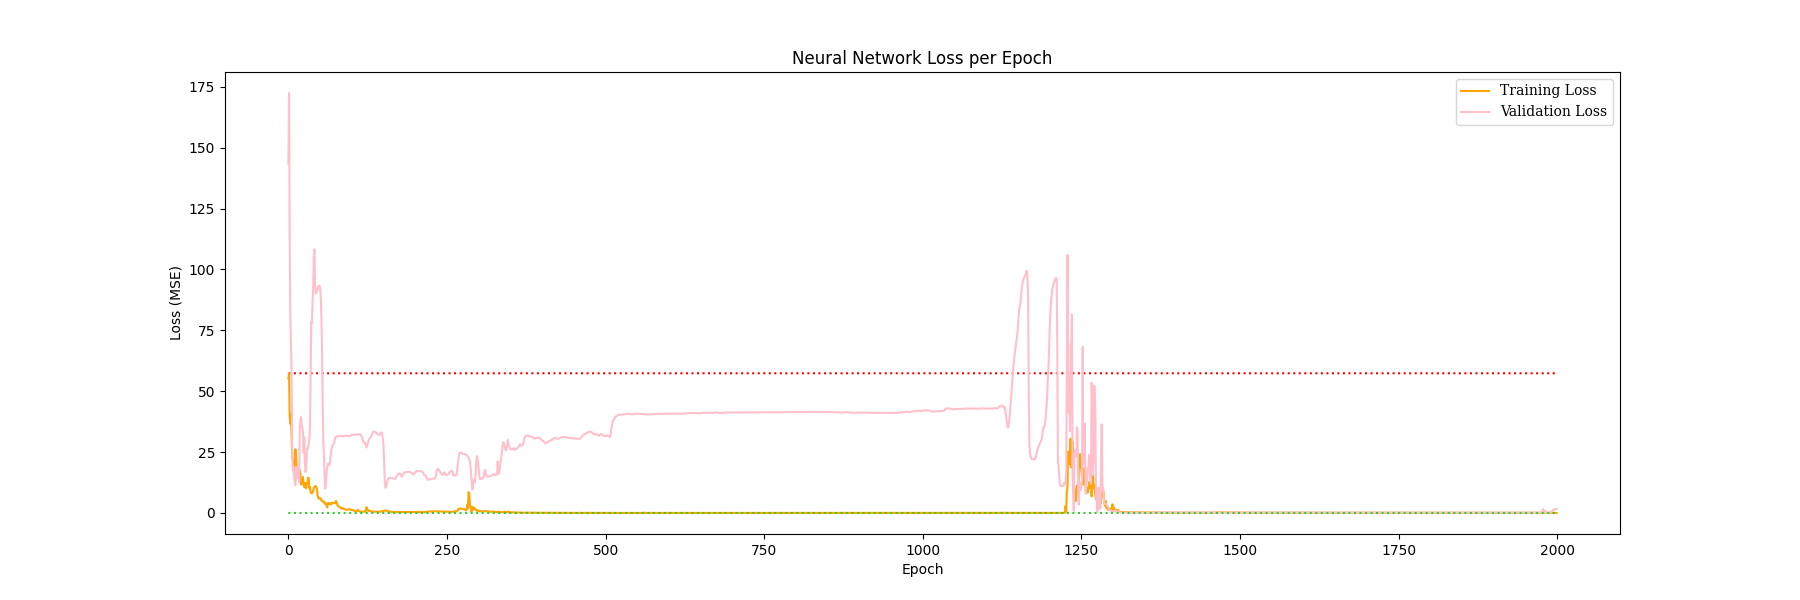 Neural Network Loss per Epoch
Training Loss
Validation Loss
Loss (MSE)
175
150
125
100
75
50
25
0
0 250 500 750 1000 1250 1500 1750 2000
Epoch